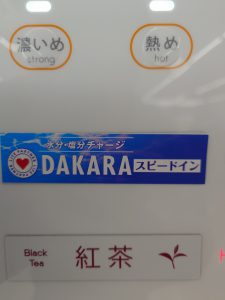 濃いめ
strong
熱め
hot
水分・塩分チャージ
DAKARA スピードイン
Black
Tea
紅茶
H